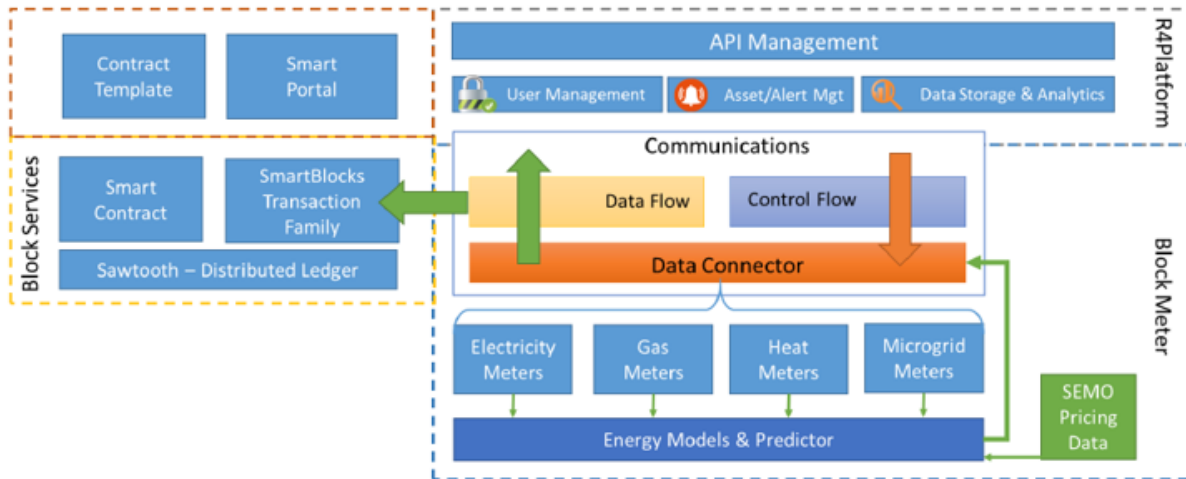 Contract
Template
Smart
Portal
API Management
User Management
Asset/Alert Mgt
Data Storage & Analytics
R4Platform
Block Services
Smart
Contract
SmartBlocks
Transaction
Family
Sawtooth – Distributed Ledger
Communications
Data Flow
Control Flow
Data Connector
Block Meter
Electricity
Meters
Gas
Meters
Heat
Meters
Microgrid
Meters
SEMO
Pricing
Data
Energy Models & Predictor